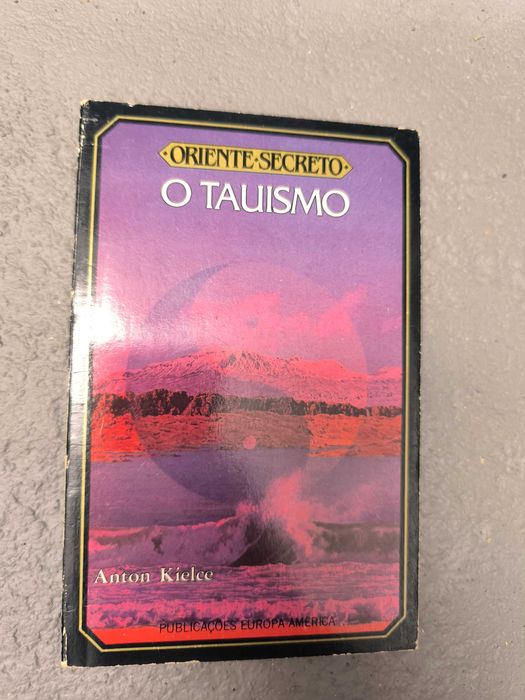 ORIENTE·SECRETO
O TAUISMO
Anton Kielce
PUBLICAÇÕES EUROPA-AMÉRICA